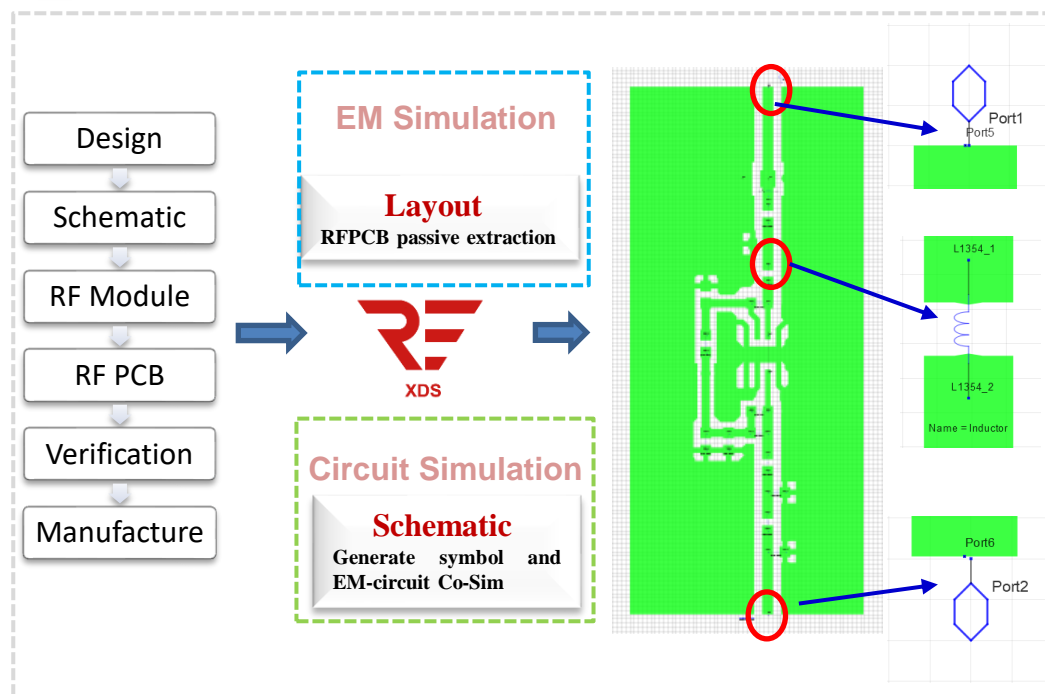 Design
Schematic
RF Module
RF PCB
Verification
Manufacture
EM Simulation
Layout
RFPCB passive extraction
XDS
Circuit Simulation
Schematic
Generate symbol and
EM-circuit Co-Sim
Port1
Port5
L1354_1
L1354_2
Name = Inductor
Port6
Port2